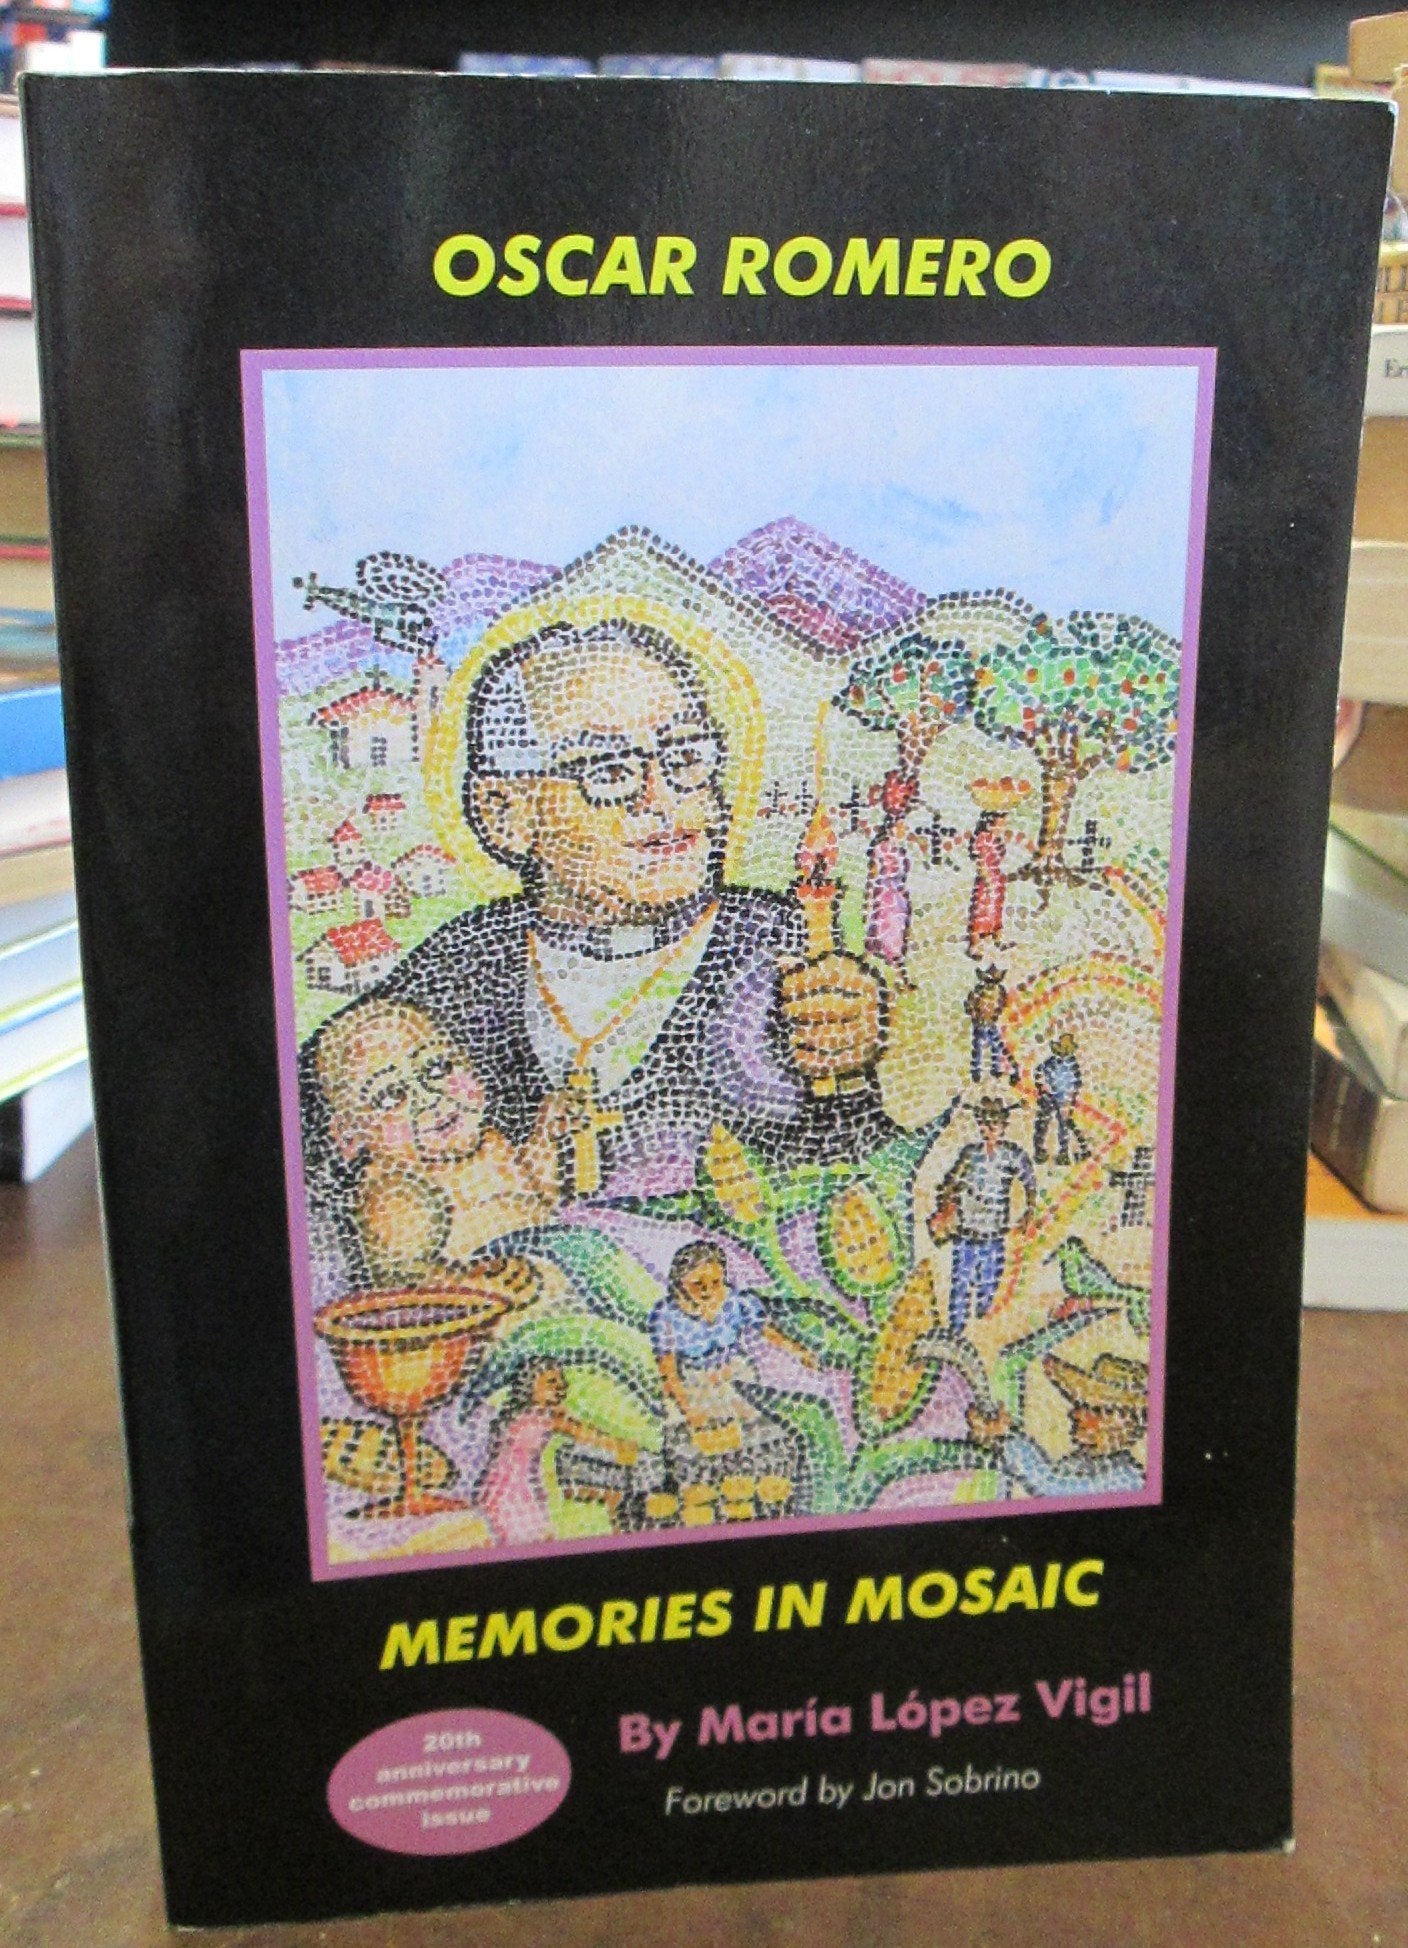 OSCAR ROMERO
MEMORIES IN MOSAIC
By María López Vigil
Foreword by Jon Sobrino
20th
anniversary
commemorative
issue